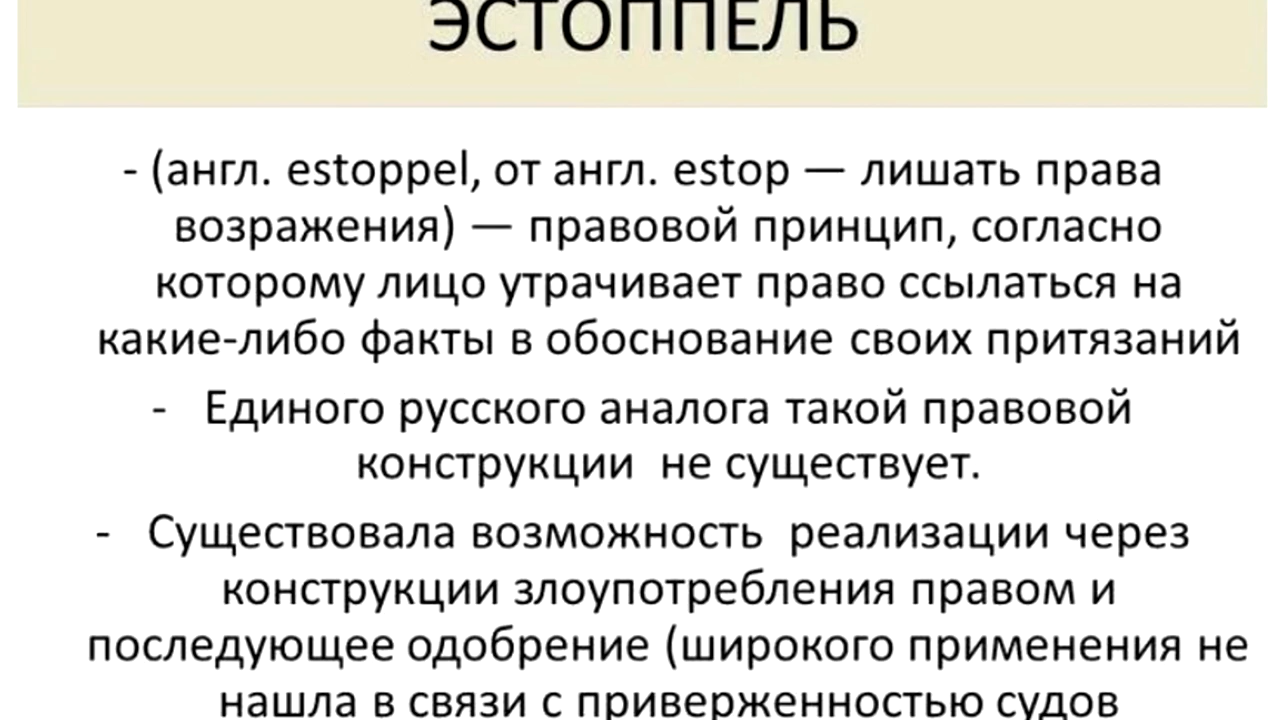 ЭСТОППЕЛЬ
- (англ. estoppel, от англ. estop — лишать права
возражения) — правовой принцип, согласно
которому лицо утрачивает право ссылаться на
какие-либо факты в обоснование своих притязаний
- Единого русского аналога такой правовой
конструкции не существует.
- Существовала возможность реализации через
конструкции злоупотребления правом и
последующее одобрение (широкого применения не
нашла в связи с приверженностью судов